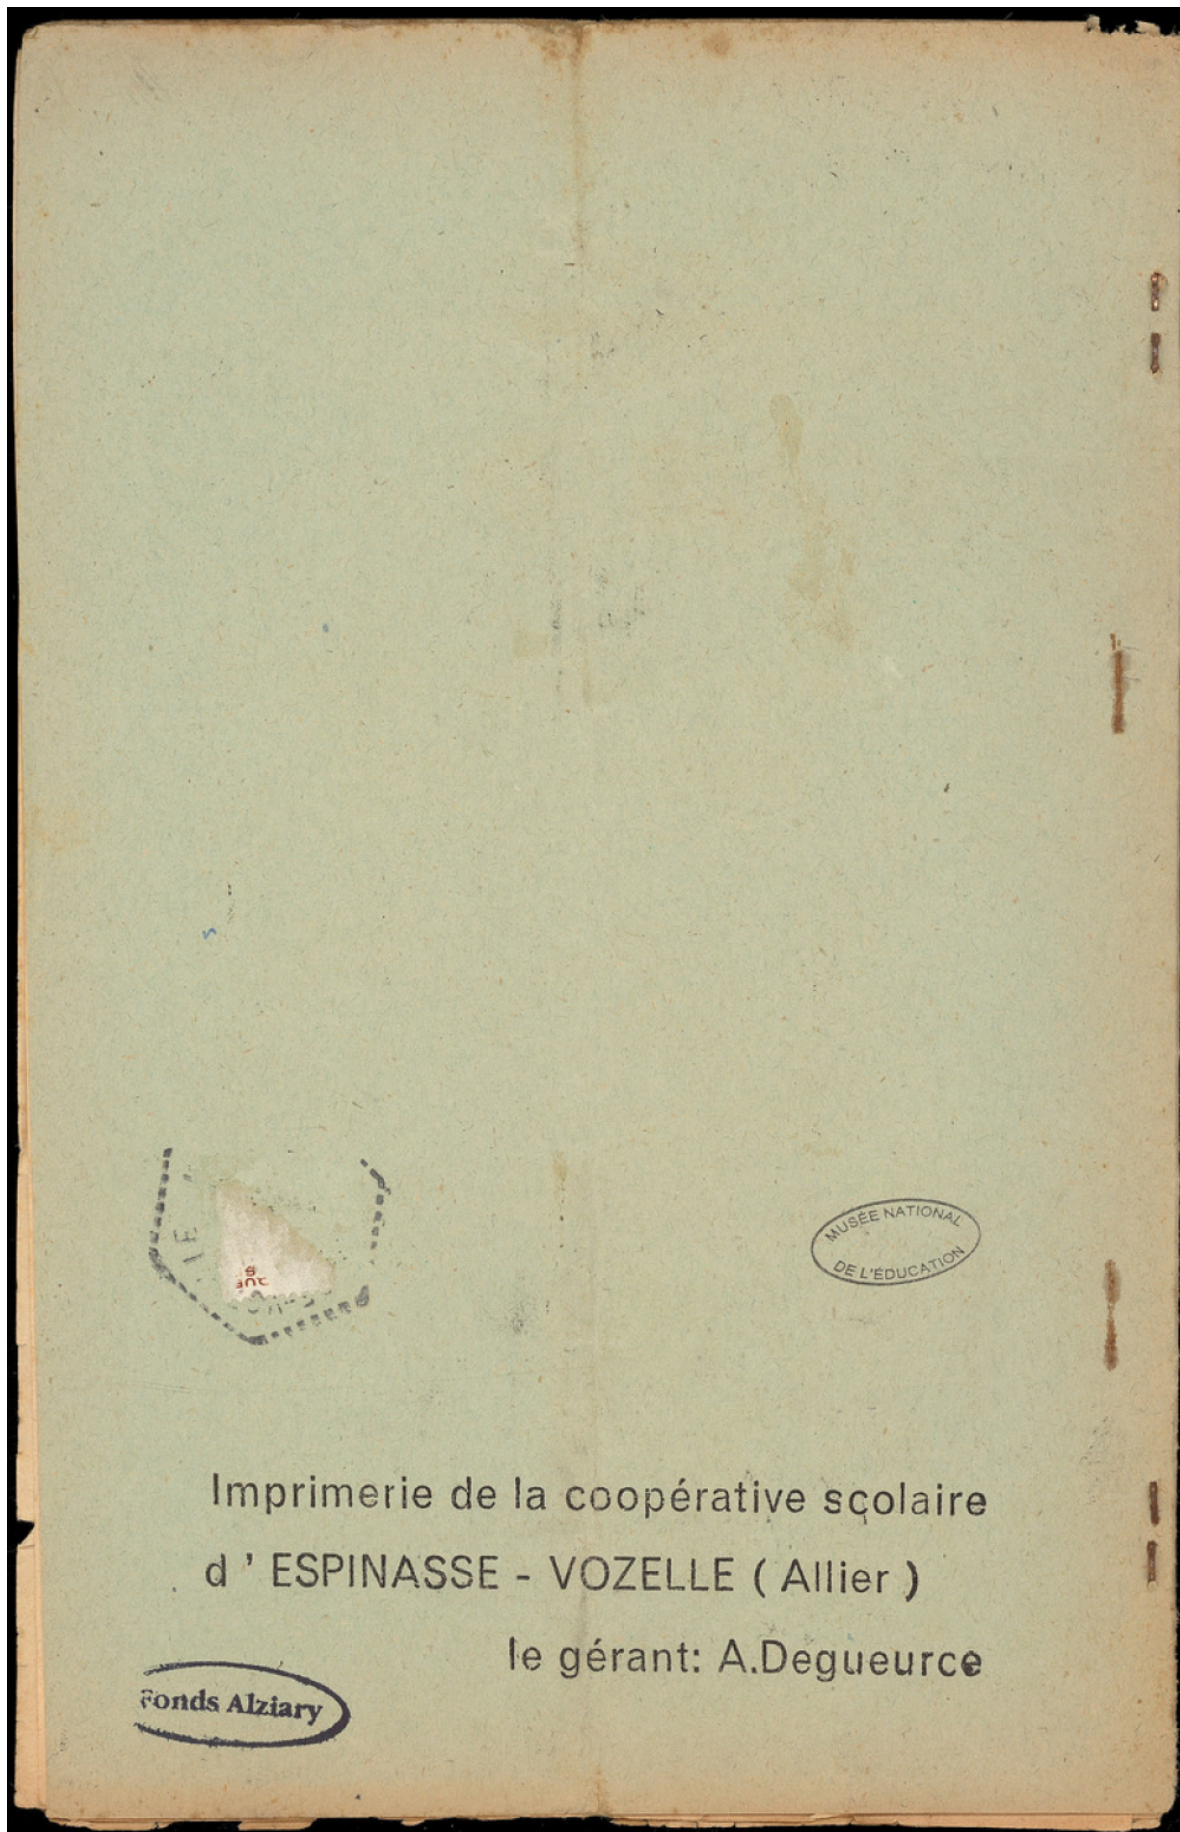 MUSÉE NATIONAL
DE L'ÉDUCATION
Imprimerie de la coopérative scolaire
d ' ESPINASSE - VOZELLE ( Allier )
le gérant: A.Degueurce
Fonds Alziary